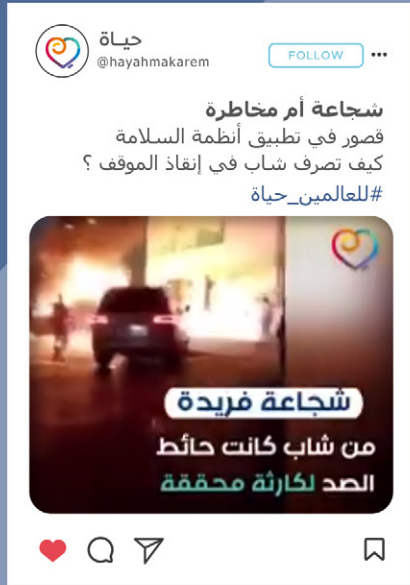 حيـاة
@hayahmakarem
FOLLOW
شجاعة أم مخاطرة
قصور في تطبيق أنظمة السلامة
كيف تصرف شاب في إنقاذ الموقف ؟
#للعالمين_حياة
شجاعة فريدة
من شاب كانت حائط
الصد لكارثة محققة